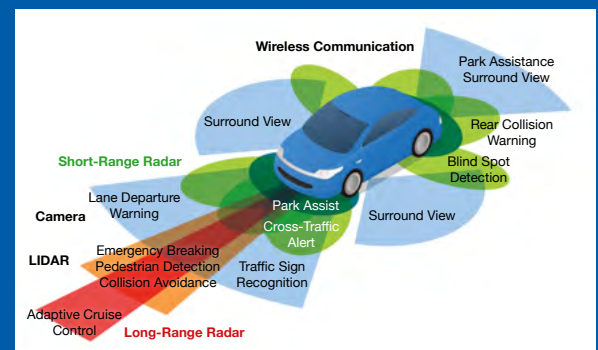 Wireless Communication
Park Assistance
Surround View
Surround View
Rear Collision
Warning
Short-Range Radar
Blind Spot
Detection
Lane Departure
Warning
Park Assist
Camera
Surround View
Cross-Traffic
Alert
LIDAR
Emergency Breaking
Pedestrian Detection
Collision Avoidance
Traffic Sign
Recognition
Adaptive Cruise
Control
Long-Range Radar